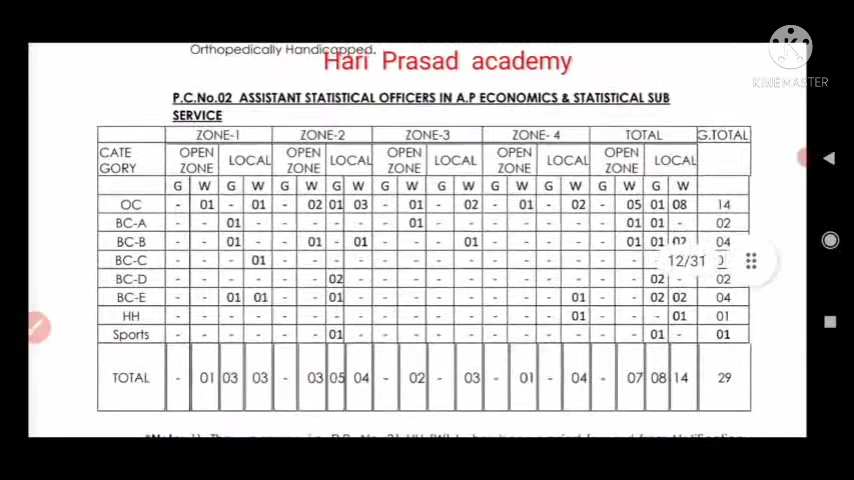 Orthopedically Handicapped.
Hari Prasad academy
KINEMASTER
P.C.No.02 ASSISTANT STATISTICAL OFFICERS IN A.P ECONOMICS & STATISTICAL SUB
SERVICE
ZONE-1 ZONE-2 ZONE-3 ZONE- 4 TOTAL G.TOTAL
CATE GORY OPEN ZONE LOCAL OPEN ZONE LOCAL OPEN ZONE LOCAL OPEN ZONE LOCAL OPEN ZONE LOCAL
G W G W G W G W G W G W G W G W G W G W
OC - 01 - 01 - 02 01 03 - 01 - 02 - 01 - 02 - 05 01 08 14
BC-A - - 01 - - - - - - 01 - - - - - - - 01 01 - 02
BC-B - - 01 - - 01 - 01 - - - 01 - - - - - 01 01 02 04
BC-C - - - 01 - - - - - - - - - - - - - -
12/31
BC-D - - - - - - 02 - - - - - - - - - - - 02 - 02
BC-E - - 01 01 - - 01 - - - - - - - - 01 - - 02 02 04
HH - - - - - - - - - - - - - - - 01 - - - 01 01
Sports - - - - - - 01 - - - - - - - - - - - 01 - 01
TOTAL - 01 03 03 - 03 05 04 - 02 - 03 - 01 - 04 - 07 08 14 29